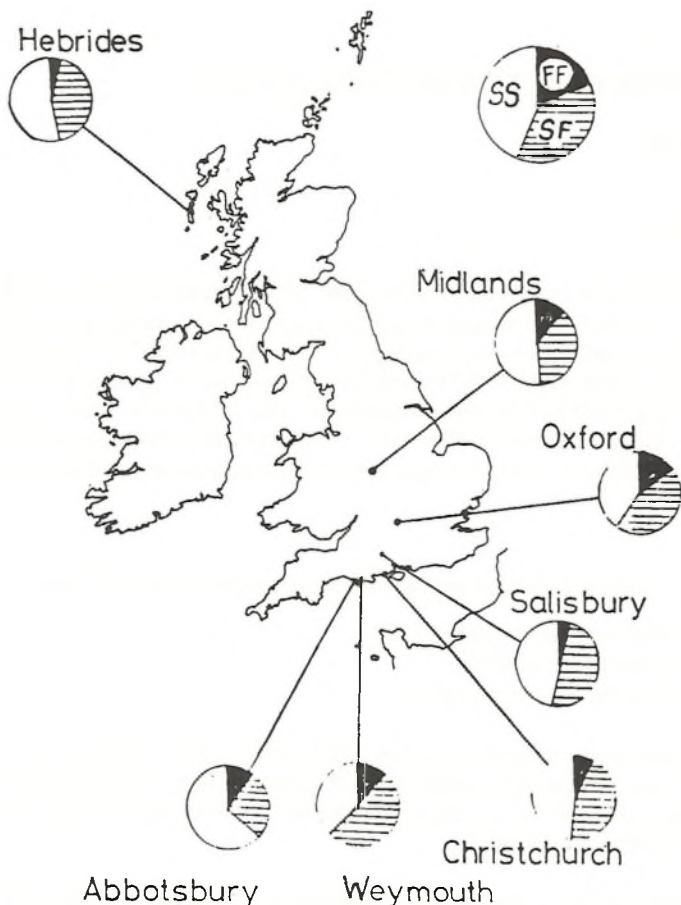 Hebrides
SS
FF
SF
Midlands
Oxford
Salisbury
Christchurch
Abbotsbury
Weymouth